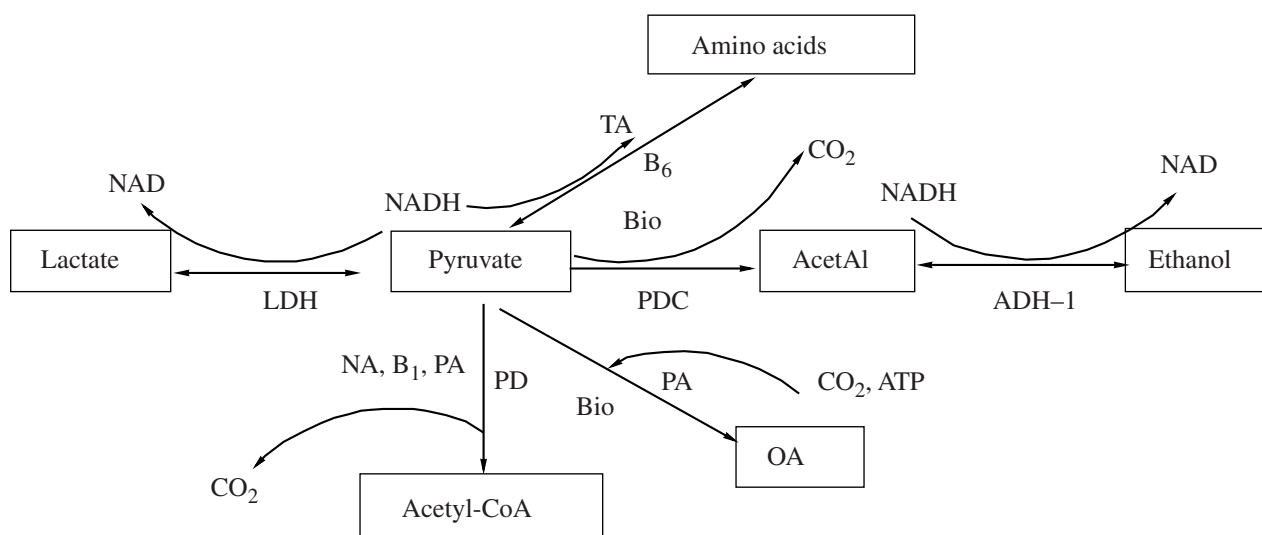 Amino acids
TA
CO2
B6
NAD
NADH
NADH
NAD
Bio
Lactate
Pyruvate
AcetAl
Ethanol
LDH
PDC
ADH–1
NA, B1, PA
PD
PA
CO2, ATP
Bio
OA
CO2
Acetyl-CoA